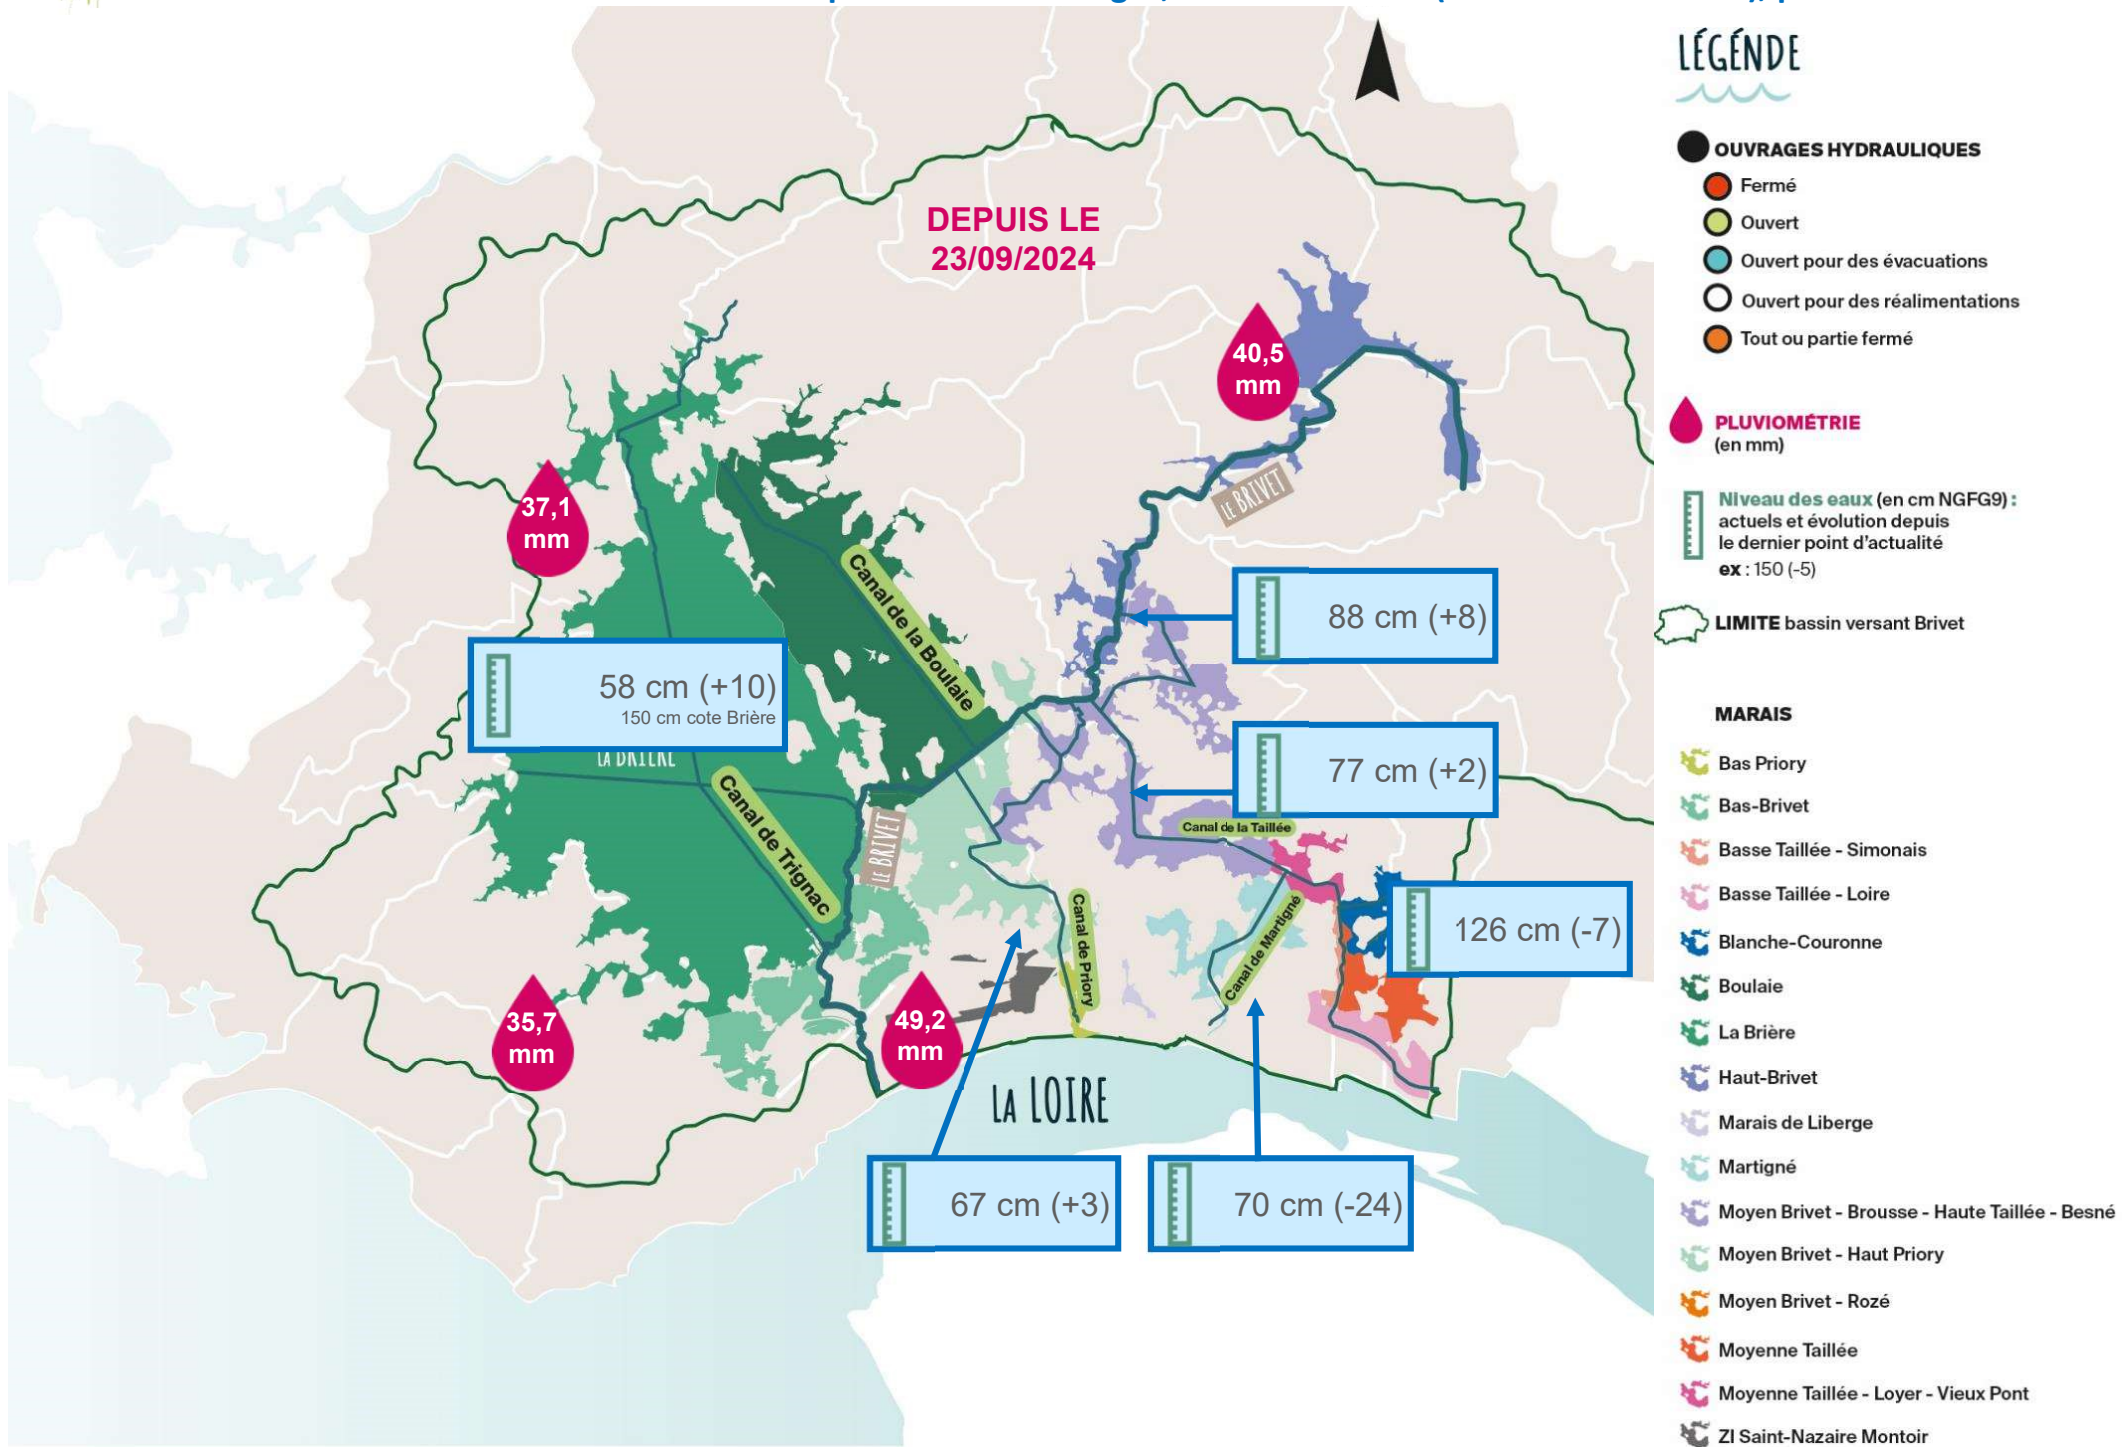 DEPUIS LE
23/09/2024
40,5
mm
37,1
mm
35,7
mm
49,2
mm
58 cm (+10)
150 cm cote Brière
88 cm (+8)
77 cm (+2)
126 cm (-7)
67 cm (+3)
70 cm (-24)
LA BRIÈRE
LE BRIVET
LE BRIVET
Canal de la Boulaie
Canal de Trignac
Canal de la Taillée
Canal de Priory
Canal de Martigné
LA LOIRE
LÉGÉNDE
OUVRAGES HYDRAULIQUES
Fermé
Ouvert
Ouvert pour des évacuations
Ouvert pour des réalimentations
Tout ou partie fermé
PLUVIOMÉTRIE
(en mm)
Niveau des eaux (en cm NGFG9) :
actuels et évolution depuis
le dernier point d'actualité
ex : 150 (-5)
LIMITE bassin versant Brivet
MARAIS
Bas Priory
Bas-Brivet
Basse Taillée - Simonais
Basse Taillée - Loire
Blanche-Couronne
Boulaie
La Brière
Haut-Brivet
Marais de Liberge
Martigné
Moyen Brivet - Brousse - Haute Taillée - Besné
Moyen Brivet - Haut Priory
Moyen Brivet - Rozé
Moyenne Taillée
Moyenne Taillée - Loyer - Vieux Pont
ZI Saint-Nazaire Montoir